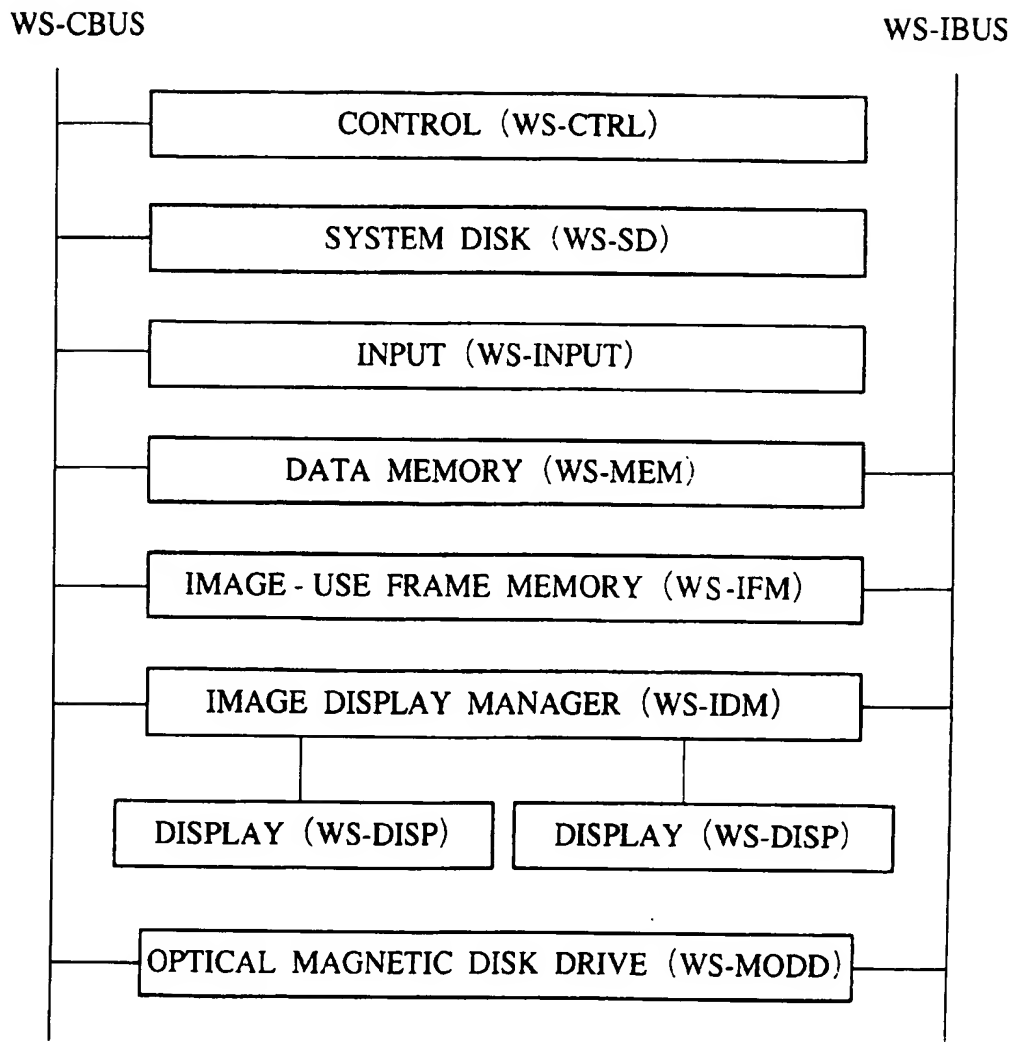 WS-CBUS
WS-IBUS
CONTROL (WS-CTRL)
SYSTEM DISK (WS-SD)
INPUT (WS-INPUT)
DATA MEMORY (WS-MEM)
IMAGE - USE FRAME MEMORY (WS-IFM)
IMAGE DISPLAY MANAGER (WS-IDM)
DISPLAY (WS-DISP)
DISPLAY (WS-DISP)
OPTICAL MAGNETIC DISK DRIVE (WS-MODD)